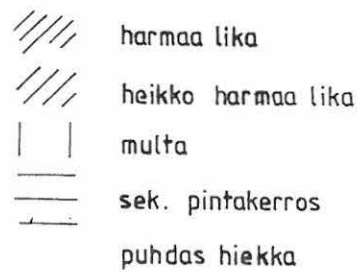 harmaa lika
heikko harmaa lika
multa
sek. pintakerros
puhdas hiekka